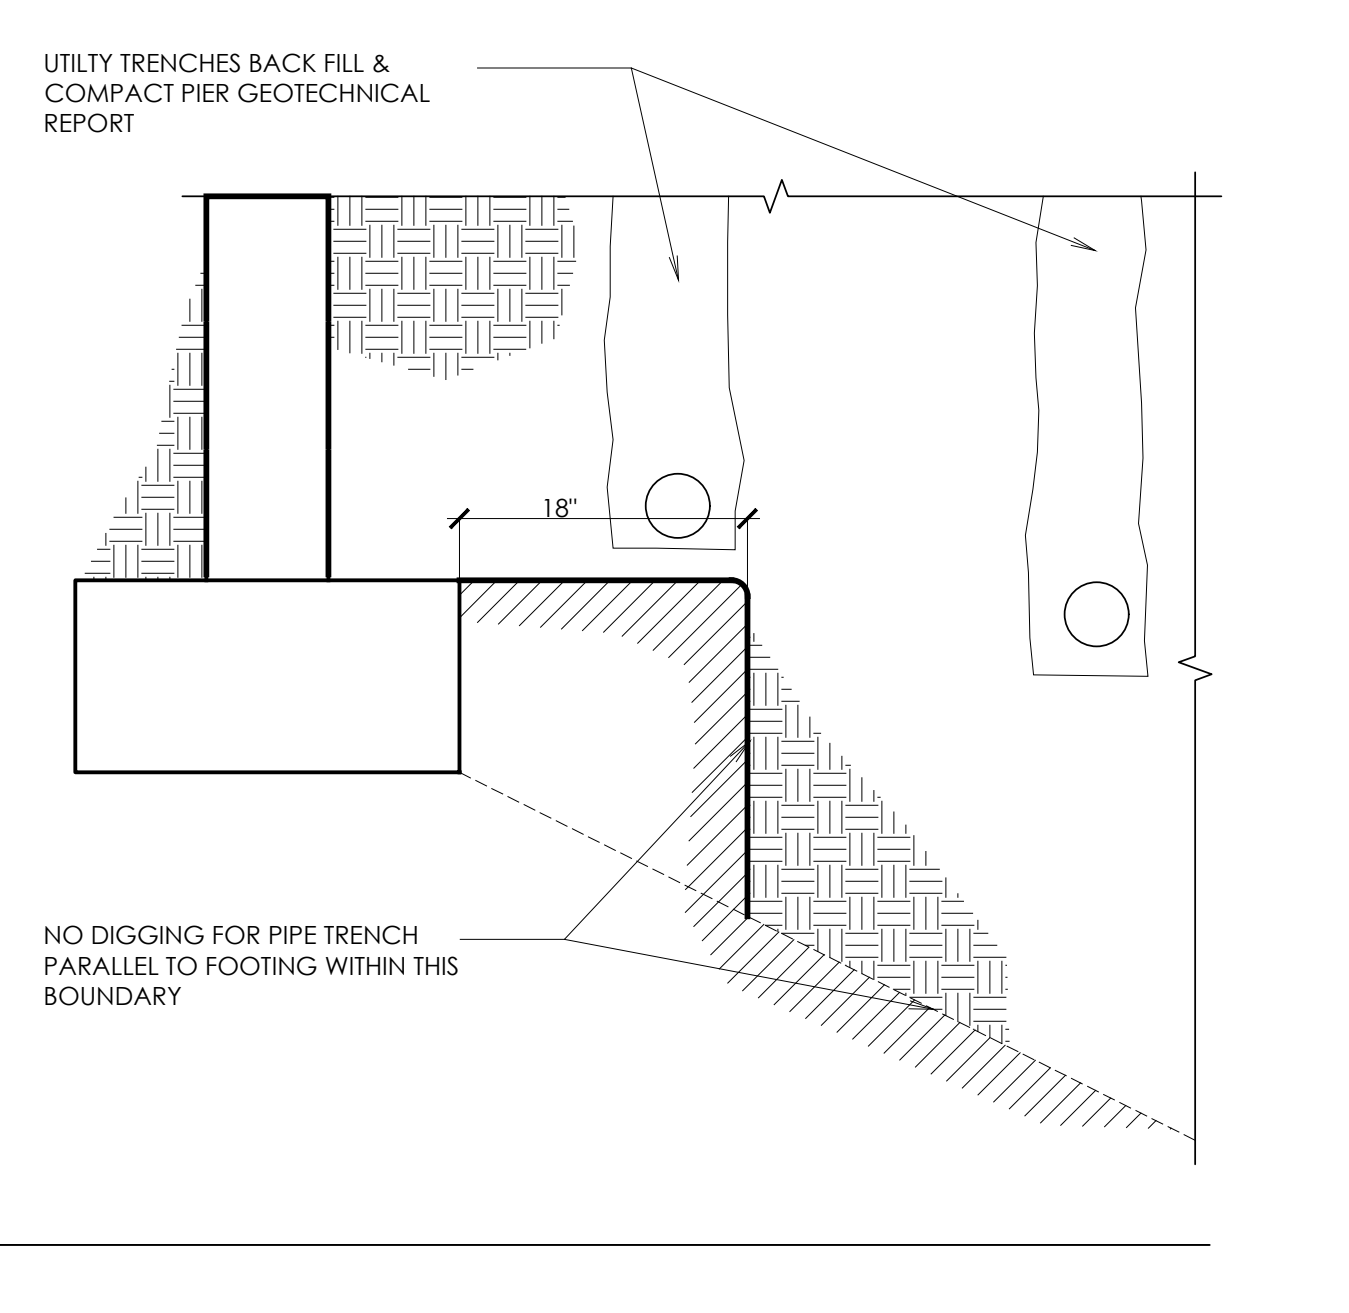 UTILTY TRENCHES BACK FILL &
COMPACT PIER GEOTECHNICAL
REPORT
18"
NO DIGGING FOR PIPE TRENCH
PARALLEL TO FOOTING WITHIN THIS
BOUNDARY